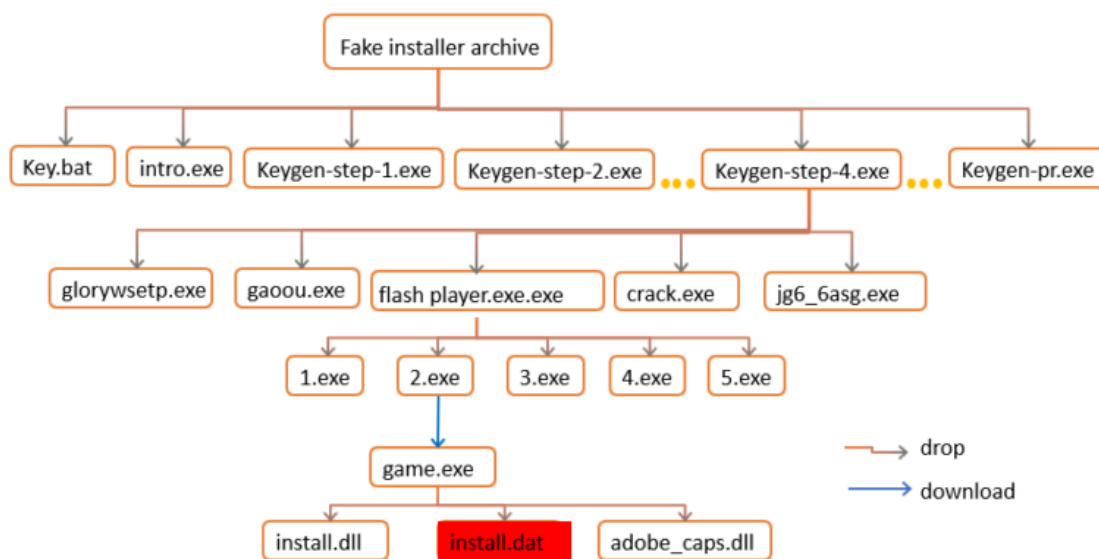 Fake installer archive
Key.bat
intro.exe
Keygen-step-1.exe
Keygen-step-2.exe
Keygen-step-4.exe
Keygen-pr.exe
glorywsetp.exe
gaoou.exe
flash player.exe.exe
crack.exe
jg6_6asg.exe
1.exe
2.exe
3.exe
4.exe
5.exe
game.exe
drop
download
install.dll
install.dat
adobe_caps.dll